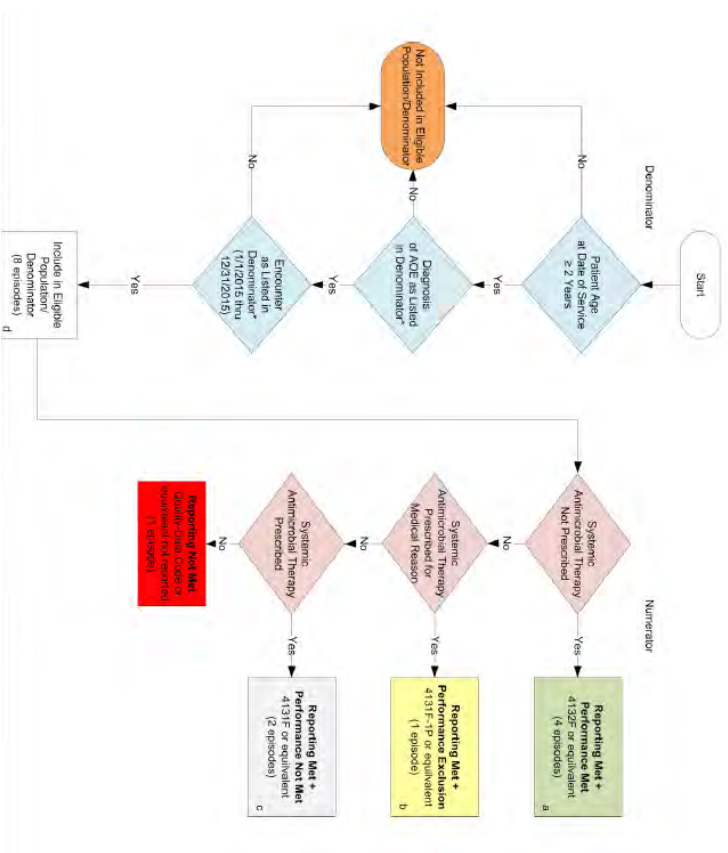 Start
Denominator
Patient Age
at Date of Service
≥ 2 Years
No
Yes
Not Included in Eligible
Population/Denominator
Diagnosis
of AOE as Listed
in Denominator*
No
Yes
Encounter
as Listed in
Denominator*
(1/1/2015 thru
12/31/2015)
No
Yes
Include in Eligible
Population/
Denominator
(8 episodes)
d
Numerator
Systemic
Antimicrobial Therapy
Not Prescribed
Yes
Reporting Met +
Performance Met
4132F or equilvalent
(4 episodes)
a
No
Systemic
Antimicrobial Therapy
Prescribed for
Medical Reason
Yes
Reporting Met +
Performance Exclusion
4131F-1P or equilvalent
(1 episode)
b
No
Systemic
Antimicrobial Therapy
Prescribed
Yes
Reporting Met +
Performance Not Met
4131F or equilvalent
(2 episodes)
c
No
Reporting Not Met
Quality-Data Code or
equivalent not reported
(1 episode)